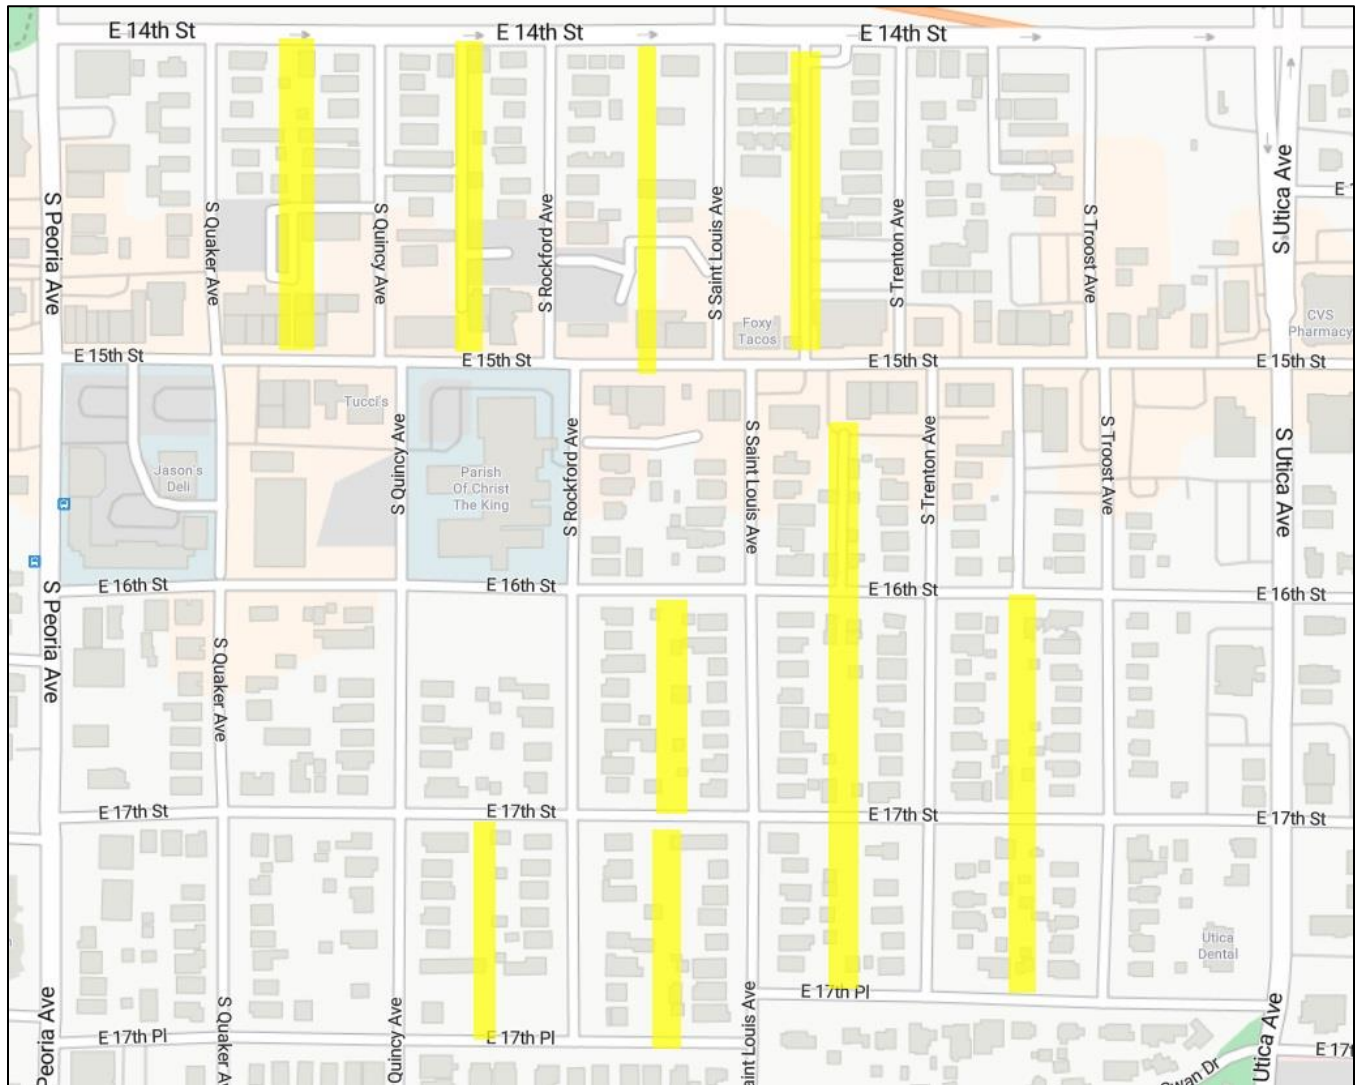 E 14th St
E 14th St
E 14th St
S Peoria Ave
S Quaker Ave
S Quincy Ave
S Rockford Ave
S Saint Louis Ave
S Trenton Ave
S Troost Ave
S Utica Ave
E 1
Foxy
Tacos
CVS
Pharmacy
E 15th St
E 15th St
E 15th St
E 15th St
Tucci's
Jason's
Deli
S Quincy Ave
Parish
Of Christ
The King
S Rockford Ave
S Saint Louis Ave
S Trenton Ave
S Troost Ave
S Utica Ave
E 16th St
E 16th St
E 16th St
E 16th St
S Peoria Ave
S Quaker Ave
E 17th St
E 17th St
E 17th St
E 17th St
Utica
Dental
Peoria Ave
S Quaker Av
Quincy Ave
aint Louis Ave
E 17th Pl
E 17th Pl
E 17th Pl
Utica Ave
Swan Dr
E 17t